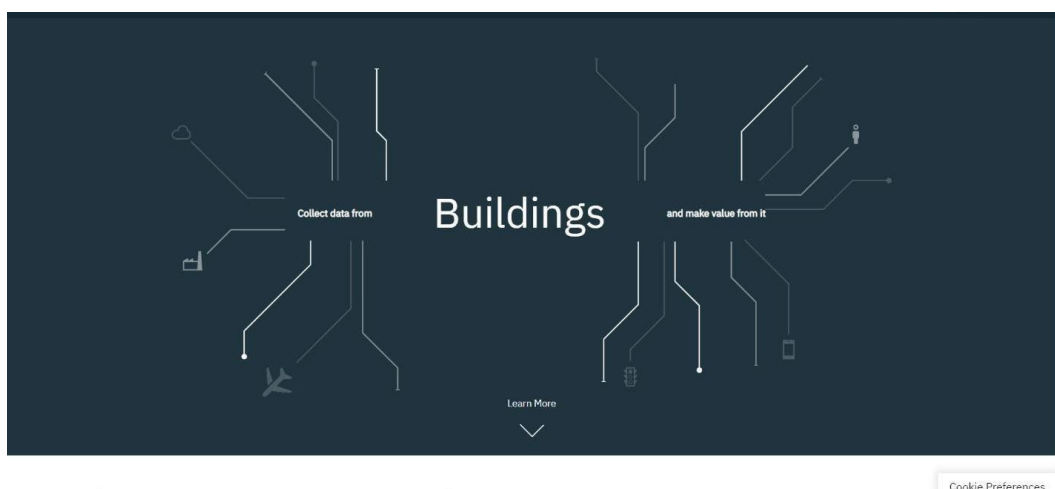 Collect data from Buildings and make value from it
Learn More
Cookie Preferences